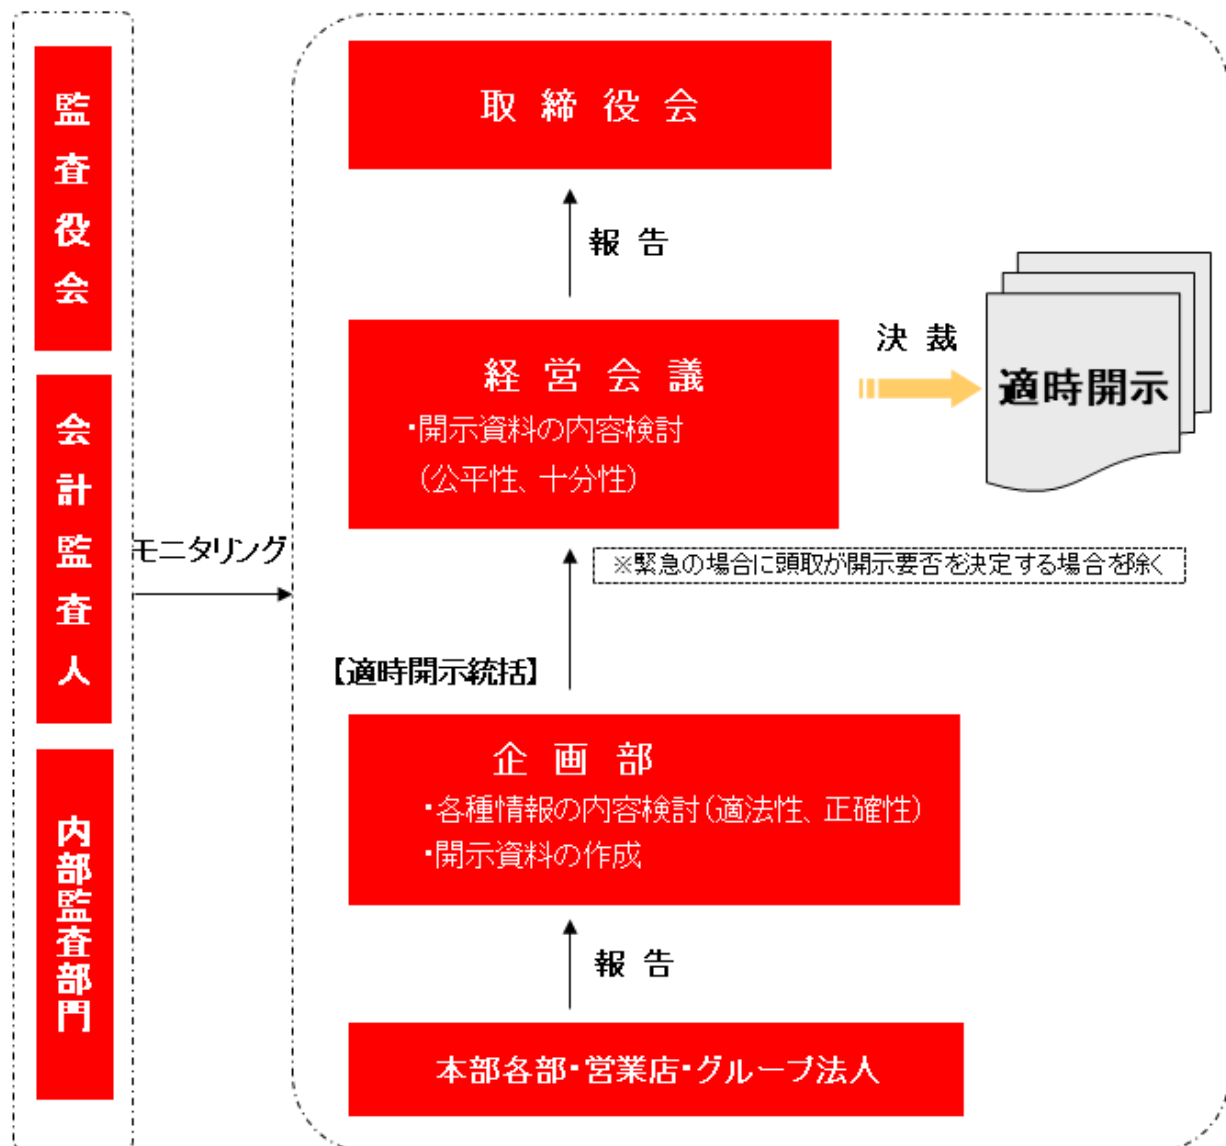 監査役会
会計監査人
内部監査部門
モニタリング
取締役会
報告
経営会議
・開示資料の内容検討
(公平性、十分性)
決裁
適時開示
※緊急の場合に頭取が開示要否を決定する場合を除く
【適時開示統括】
企画部
・各種情報の内容検討(適法性、正確性)
・開示資料の作成
報告
本部各部・営業店・グループ法人